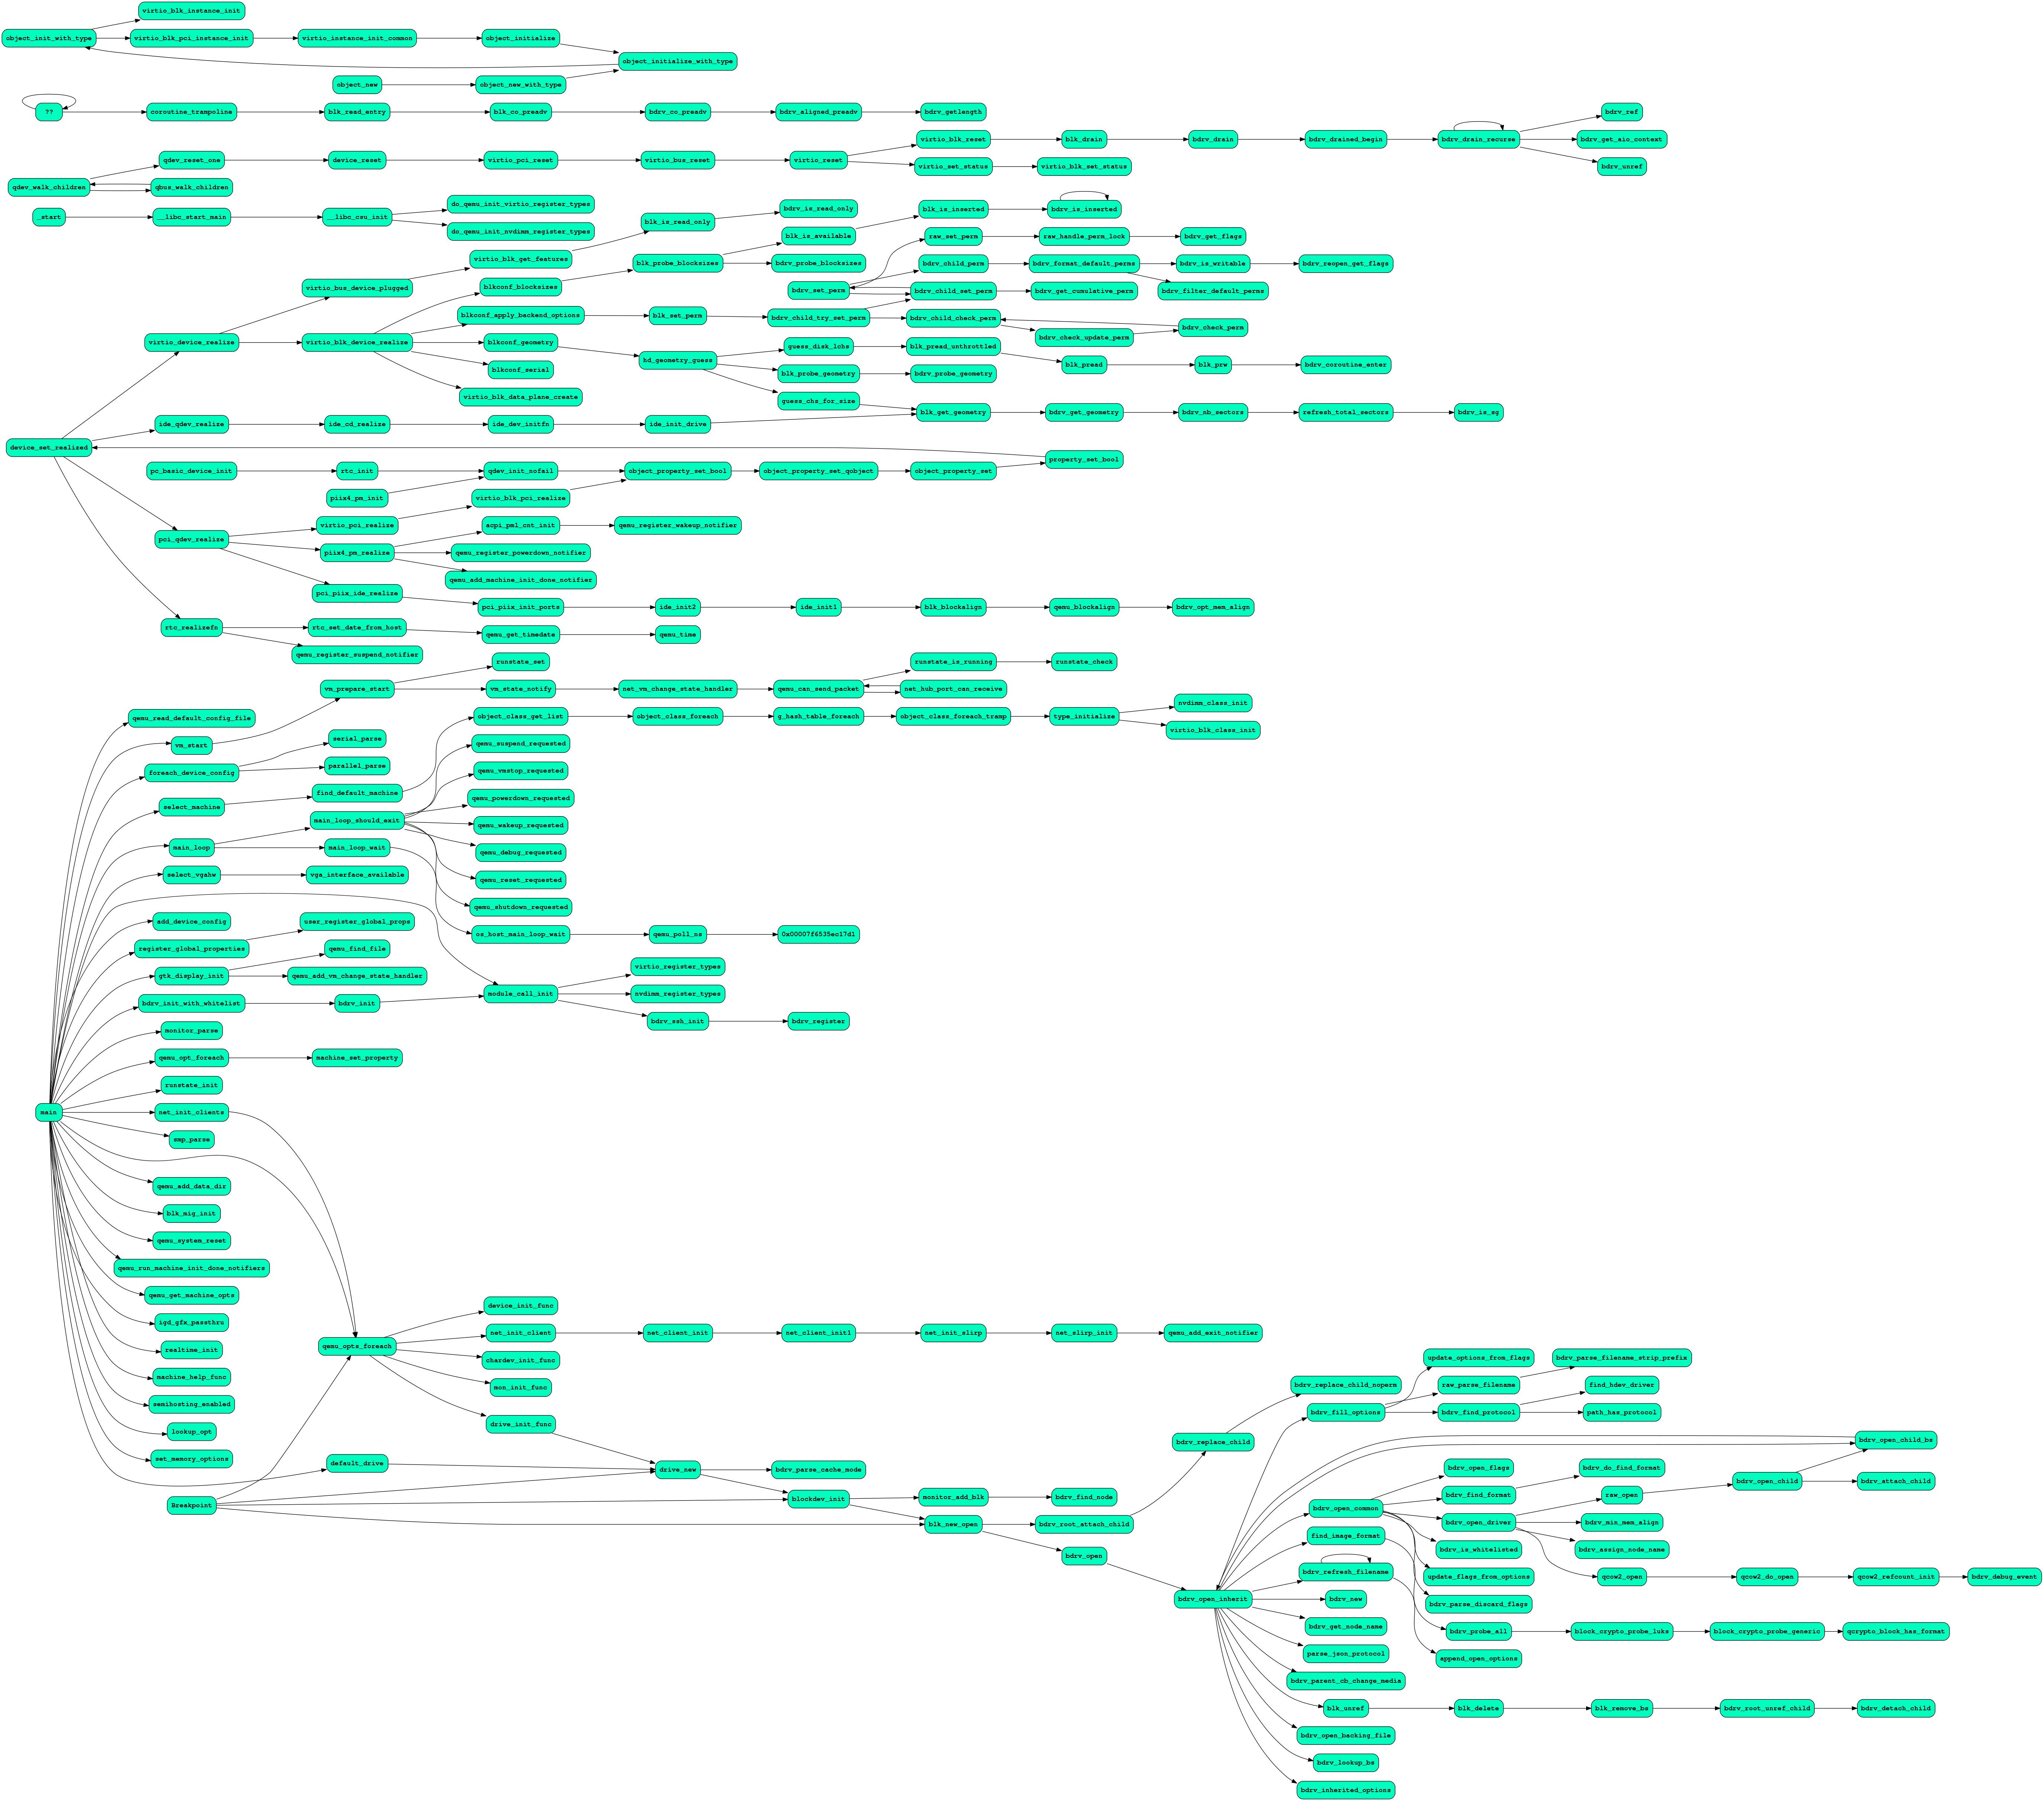 virtio_blk_instance_init
object_init_with_type
virtio_blk_pci_instance_init
virtio_instance_init_common
object_initialize
object_initialize_with_type
object_new
object_new_with_type
??
coroutine_trampoline
blk_read_entry
blk_co_preadv
bdrv_co_preadv
bdrv_aligned_preadv
bdrv_getlength
bdrv_ref
virtio_blk_reset
blk_drain
bdrv_drain
bdrv_drained_begin
bdrv_drain_recurse
bdrv_get_aio_context
qdev_reset_one
device_reset
virtio_pci_reset
virtio_bus_reset
virtio_reset
virtio_set_status
virtio_blk_set_status
bdrv_unref
qdev_walk_children
qbus_walk_children
do_qemu_init_virtio_register_types
_start
__libc_start_main
__libc_csu_init
do_qemu_init_nvdimm_register_types
blk_is_read_only
bdrv_is_read_only
blk_is_inserted
bdrv_is_inserted
blk_is_available
raw_set_perm
raw_handle_perm_lock
bdrv_get_flags
virtio_blk_get_features
blk_probe_blocksizes
bdrv_probe_blocksizes
bdrv_child_perm
bdrv_format_default_perms
bdrv_is_writable
bdrv_reopen_get_flags
virtio_bus_device_plugged
blkconf_blocksizes
bdrv_set_perm
bdrv_child_set_perm
bdrv_get_cumulative_perm
bdrv_filter_default_perms
blkconf_apply_backend_options
blk_set_perm
bdrv_child_try_set_perm
bdrv_child_check_perm
bdrv_check_update_perm
bdrv_check_perm
virtio_device_realize
virtio_blk_device_realize
blkconf_geometry
hd_geometry_guess
guess_disk_lchs
blk_pread_unthrottled
blk_pread
blk_prw
bdrv_coroutine_enter
blkconf_serial
blk_probe_geometry
bdrv_probe_geometry
virtio_blk_data_plane_create
guess_chs_for_size
blk_get_geometry
bdrv_get_geometry
bdrv_nb_sectors
refresh_total_sectors
bdrv_is_sg
ide_qdev_realize
ide_cd_realize
ide_dev_initfn
ide_init_drive
device_set_realized
property_set_bool
pc_basic_device_init
rtc_init
qdev_init_nofail
object_property_set_bool
object_property_set_qobject
object_property_set
piix4_pm_init
virtio_blk_pci_realize
virtio_pci_realize
acpi_pm1_cnt_init
qemu_register_wakeup_notifier
pci_qdev_realize
piix4_pm_realize
qemu_register_powerdown_notifier
qemu_add_machine_init_done_notifier
pci_piix_ide_realize
pci_piix_init_ports
ide_init2
ide_init1
blk_blockalign
qemu_blockalign
bdrv_opt_mem_align
rtc_realizefn
rtc_set_date_from_host
qemu_get_timedate
qemu_time
qemu_register_suspend_notifier
runstate_set
runstate_is_running
runstate_check
vm_prepare_start
vm_state_notify
net_vm_change_state_handler
qemu_can_send_packet
net_hub_port_can_receive
nvdimm_class_init
qemu_read_default_config_file
object_class_get_list
object_class_foreach
g_hash_table_foreach
object_class_foreach_tramp
type_initialize
virtio_blk_class_init
vm_start
serial_parse
qemu_suspend_requested
foreach_device_config
parallel_parse
qemu_vmstop_requested
find_default_machine
qemu_powerdown_requested
select_machine
main_loop_should_exit
qemu_wakeup_requested
main_loop
main_loop_wait
qemu_debug_requested
select_vgahw
vga_interface_available
qemu_reset_requested
qemu_shutdown_requested
add_device_config
user_register_global_props
os_host_main_loop_wait
qemu_poll_ns
0x00007f6535ec17d1
register_global_properties
qemu_find_file
virtio_register_types
gtk_display_init
qemu_add_vm_change_state_handler
module_call_init
nvdimm_register_types
bdrv_init_with_whitelist
bdrv_init
bdrv_ssh_init
bdrv_register
monitor_parse
qemu_opt_foreach
machine_set_property
runstate_init
main
net_init_clients
smp_parse
qemu_add_data_dir
blk_mig_init
qemu_system_reset
qemu_run_machine_init_done_notifiers
qemu_get_machine_opts
device_init_func
igd_gfx_passthru
net_init_client
net_client_init
net_client_init1
net_init_slirp
net_slirp_init
qemu_add_exit_notifier
realtime_init
qemu_opts_foreach
chardev_init_func
update_options_from_flags
bdrv_parse_filename_strip_prefix
machine_help_func
mon_init_func
bdrv_replace_child_noperm
raw_parse_filename
find_hdev_driver
semihosting_enabled
bdrv_fill_options
bdrv_find_protocol
path_has_protocol
lookup_opt
drive_init_func
bdrv_replace_child
bdrv_open_child_bs
set_memory_options
default_drive
drive_new
bdrv_parse_cache_mode
bdrv_open_flags
bdrv_do_find_format
bdrv_open_child
bdrv_attach_child
Breakpoint
blockdev_init
monitor_add_blk
bdrv_find_node
bdrv_open_common
bdrv_find_format
raw_open
blk_new_open
bdrv_root_attach_child
bdrv_open_driver
bdrv_min_mem_align
find_image_format
bdrv_is_whitelisted
bdrv_assign_node_name
bdrv_open
bdrv_refresh_filename
update_flags_from_options
qcow2_open
qcow2_do_open
qcow2_refcount_init
bdrv_debug_event
bdrv_open_inherit
bdrv_new
bdrv_parse_discard_flags
bdrv_get_node_name
bdrv_probe_all
block_crypto_probe_luks
block_crypto_probe_generic
qcrypto_block_has_format
parse_json_protocol
append_open_options
bdrv_parent_cb_change_media
blk_unref
blk_delete
blk_remove_bs
bdrv_root_unref_child
bdrv_detach_child
bdrv_open_backing_file
bdrv_lookup_bs
bdrv_inherited_options